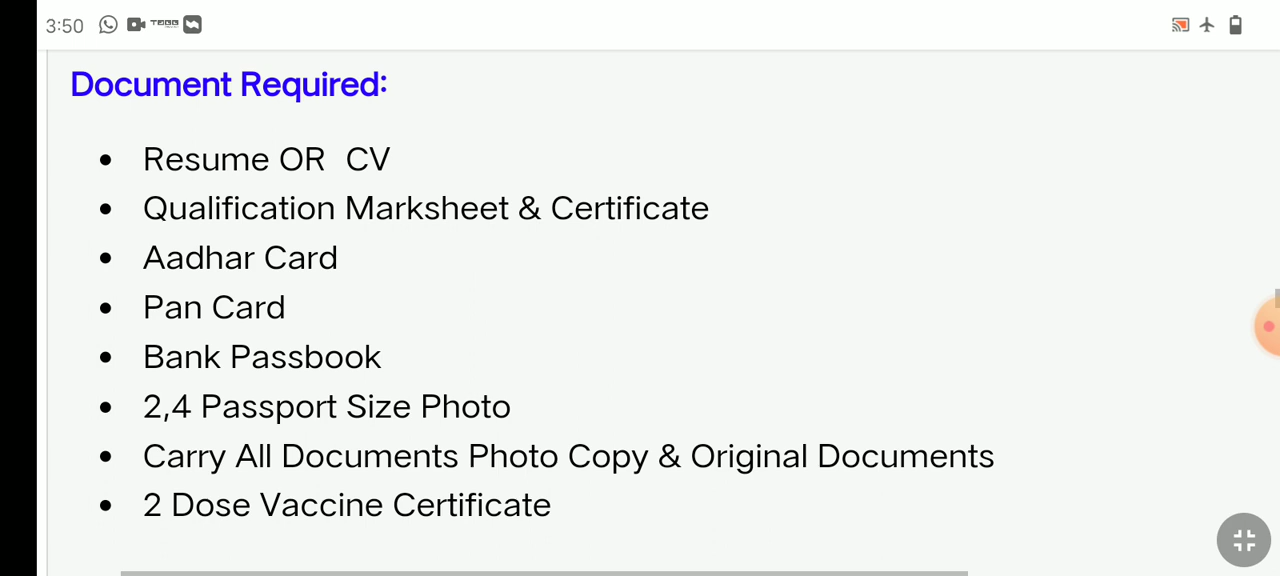 3:50
Document Required:
• Resume OR CV
• Qualification Marksheet & Certificate
• Aadhar Card
• Pan Card
• Bank Passbook
• 2,4 Passport Size Photo
• Carry All Documents Photo Copy & Original Documents
• 2 Dose Vaccine Certificate